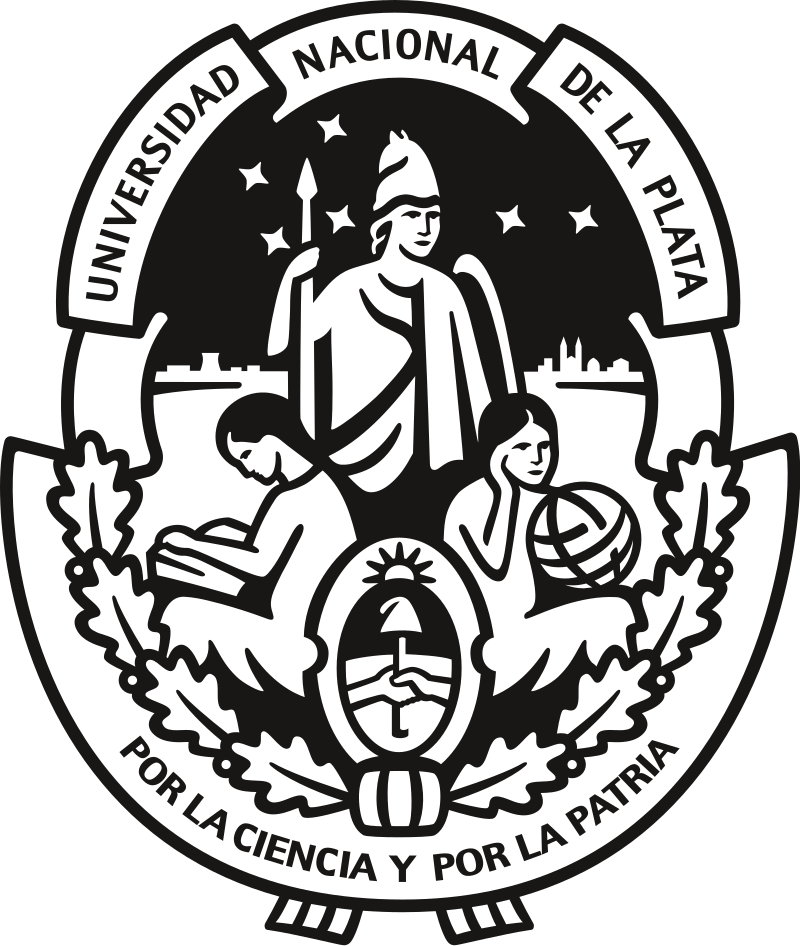 UNIVERSIDAD NACIONAL DE LA PLATA
POR LA CIENCIA Y POR LA PATRIA